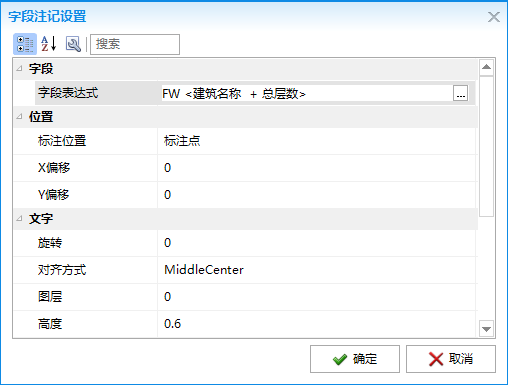 字段注记设置
搜索
字段
字段表达式 FW <建筑名称 + 总层数> ...
位置
标注位置 标注点
X偏移 0
Y偏移 0
文字
旋转 0
对齐方式 MiddleCenter
图层 0
高度 0.6
确定 取消